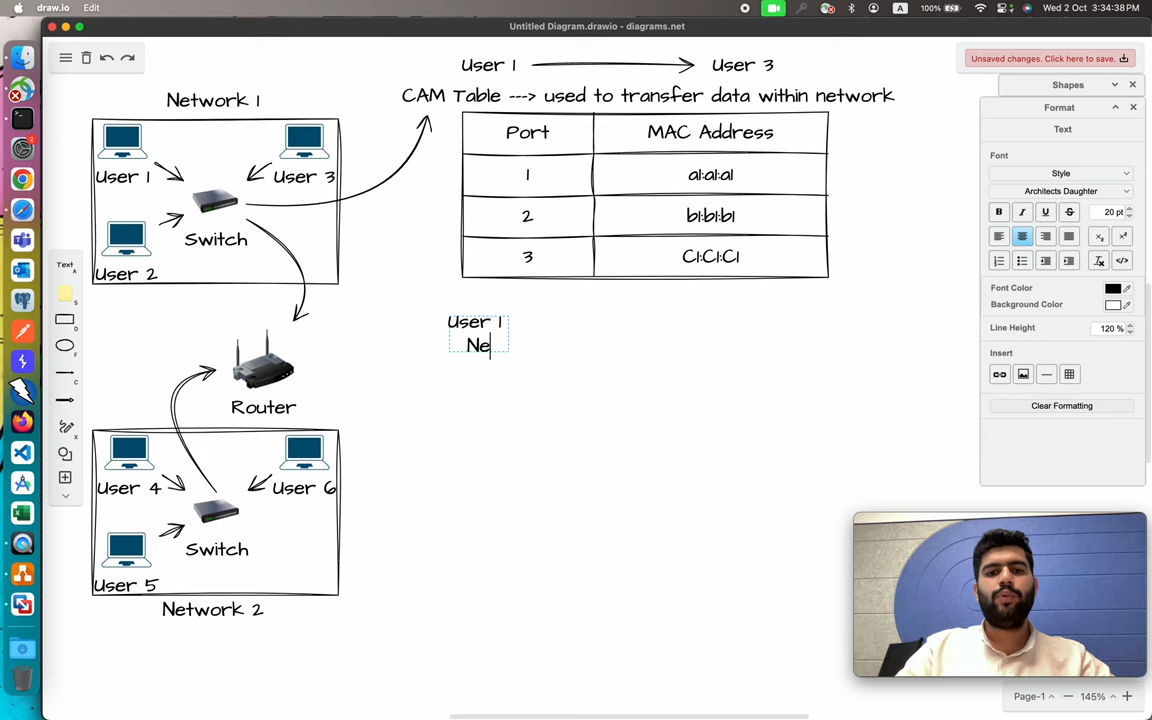 draw.io Edit
100% A Wed 2 Oct 3:34:38 PM
Untitled Diagram.drawio - diagrams.net
Unsaved changes. Click here to save.
User 1 User 3
CAM Table ---> used to transfer data within network
Port MAC Address
1 a1:a1:a1
2 b1:b1:b1
3 C1:C1:C1
Network 1
User 1
User 3
Switch
User 2
User 1
Ne
Router
User 4
User 6
Switch
User 5
Network 2
Text
A
S
D
F
C
X
Shapes
Format
Text
Font
Style
Architects Daughter
B I U S 20 pt
Font Color
Background Color
Line Height 120 %
Insert
Clear Formatting
Page-1 145%